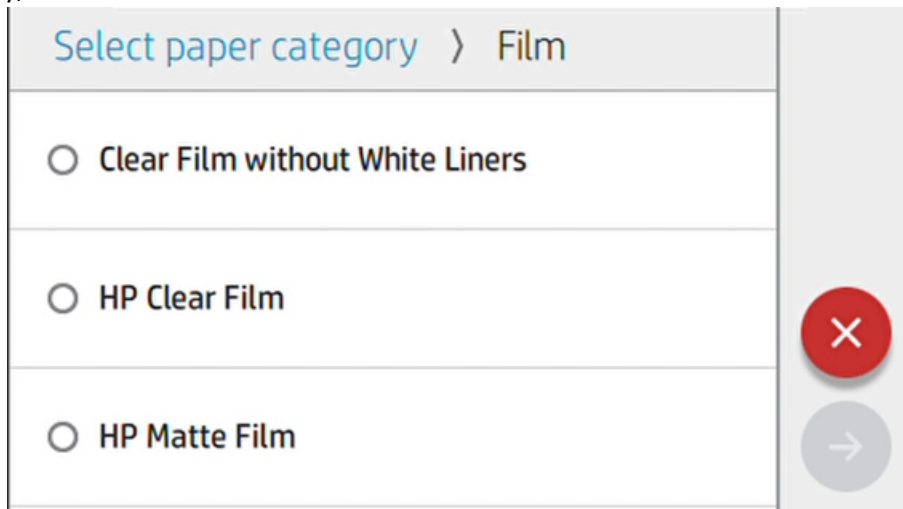 Select paper category 〉 Film
Clear Film without White Liners
HP Clear Film
HP Matte Film